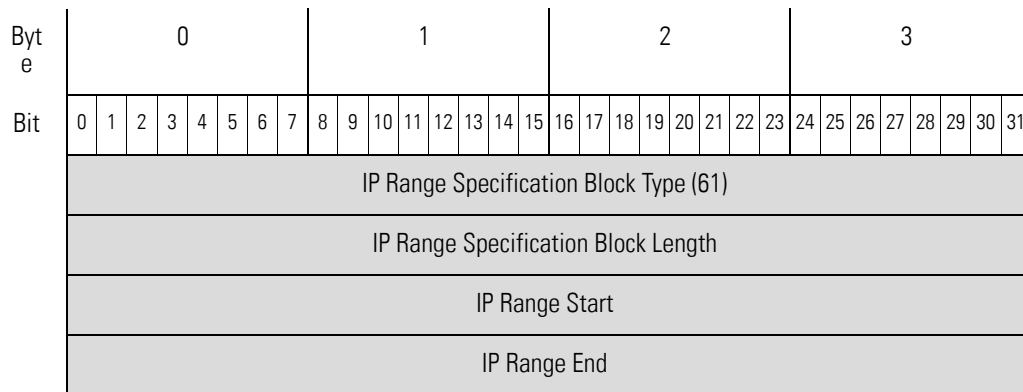 Byt
e 0 1 2 3
Bit 0 1 2 3 4 5 6 7 8 9 10 11 12 13 14 15 16 17 18 19 20 21 22 23 24 25 26 27 28 29 30 31
IP Range Specification Block Type (61)
IP Range Specification Block Length
IP Range Start
IP Range End